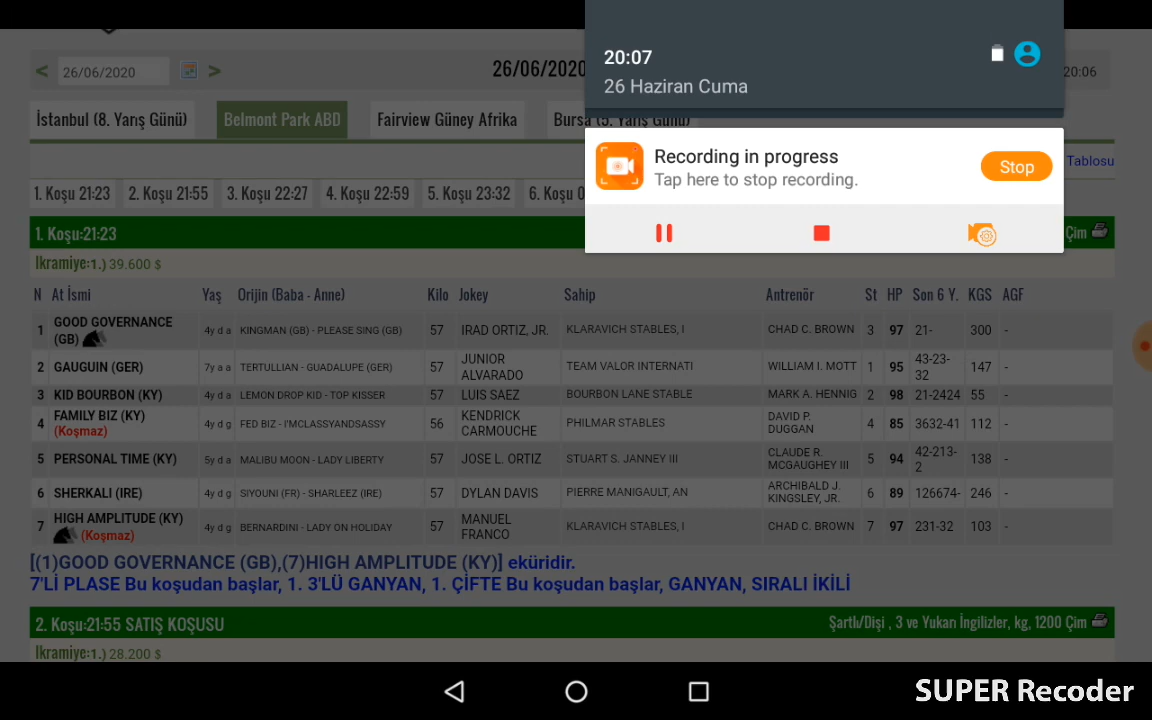 20:07
26 Haziran Cuma
< 26/06/2020 > 26/06/2020 20:06
İstanbul (8. Yarış Günü) Belmont Park ABD Fairview Güney Afrika Bursa (5. Yarış Günü)
Recording in progress
Tap here to stop recording.
Stop
Tablosu
1. Koşu 21:23 2. Koşu 21:55 3. Koşu 22:27 4. Koşu 22:59 5. Koşu 23:32 6. Koşu 0
1. Koşu:21:23 Çim
Ikramiye:1.) 39.600 $
N At İsmi Yaş Orijin (Baba - Anne) Kilo Jokey Sahip Antrenör St HP Son 6 Y. KGS AGF
1 GOOD GOVERNANCE (GB) 4y d a KINGMAN (GB) - PLEASE SING (GB) 57 IRAD ORTIZ, JR. KLARAVICH STABLES, I CHAD C. BROWN 3 97 21- 300 -
2 GAUGUIN (GER) 7y a a TERTULLIAN - GUADALUPE (GER) 57 JUNIOR ALVARADO TEAM VALOR INTERNATI WILLIAM I. MOTT 1 95 43-23-32 147 -
3 KID BOURBON (KY) 4y d a LEMON DROP KID - TOP KISSER 57 LUIS SAEZ BOURBON LANE STABLE MARK A. HENNIG 2 98 21-2424 55 -
4 FAMILY BIZ (KY) (Koşmaz) 4y d g FED BIZ - I'MCLASSYANDSASSY 56 KENDRICK CARMOUCHE PHILMAR STABLES DAVID P. DUGGAN 4 85 3632-41 112 -
5 PERSONAL TIME (KY) 5y d a MALIBU MOON - LADY LIBERTY 57 JOSE L. ORTIZ STUART S. JANNEY III CLAUDE R. MCGAUGHEY III 5 94 42-213-2 138 -
6 SHERKALI (IRE) 4y d g SIYOUNI (FR) - SHARLEEZ (IRE) 57 DYLAN DAVIS PIERRE MANIGAULT, AN ARCHIBALD J. KINGSLEY, JR. 6 89 126674- 246 -
7 HIGH AMPLITUDE (KY) (Koşmaz) 4y d g BERNARDINI - LADY ON HOLIDAY 57 MANUEL FRANCO KLARAVICH STABLES, I CHAD C. BROWN 7 97 231-32 103 -
[(1)GOOD GOVERNANCE (GB),(7)HIGH AMPLITUDE (KY)] eküridir.
7'Lİ PLASE Bu koşudan başlar, 1. 3'LÜ GANYAN, 1. ÇİFTE Bu koşudan başlar, GANYAN, SIRALI İKİLİ
2. Koşu:21:55 SATIŞ KOŞUSU Şartlı/Dişi , 3 ve Yukarı İngilizler, kg, 1200 Çim
Ikramiye:1.) 28.200 $
SUPER Recoder